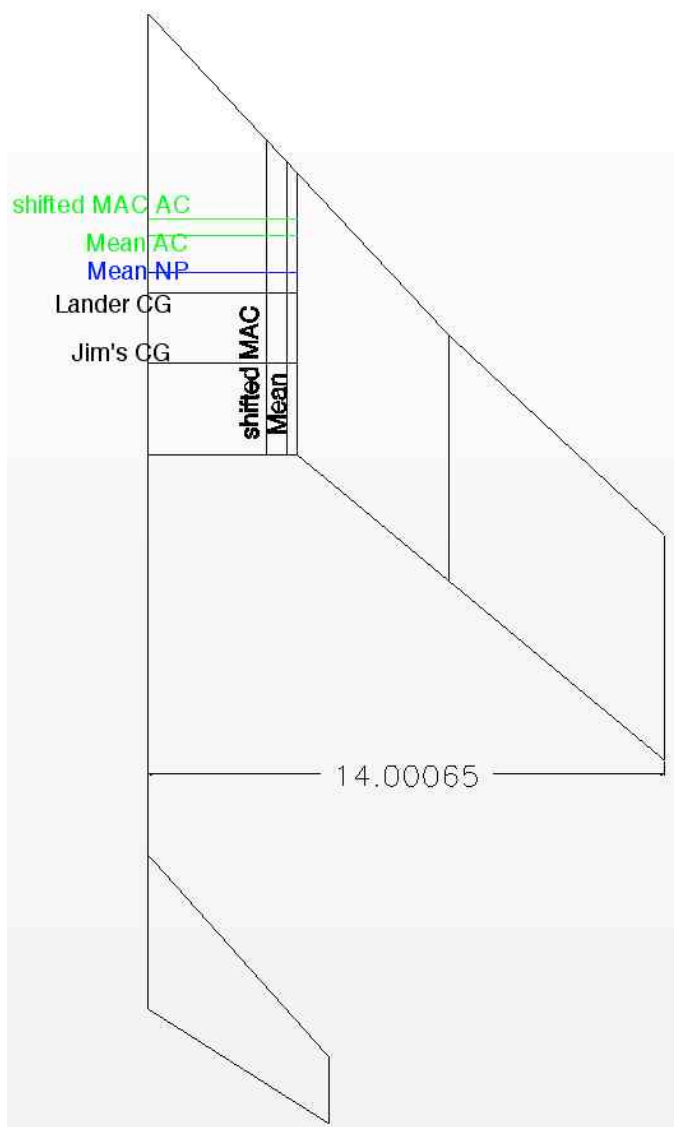 shifted MAC AC
Mean AC
Mean NP
Lander CG
Jim's CG
shifted MAC
Mean
14.00065